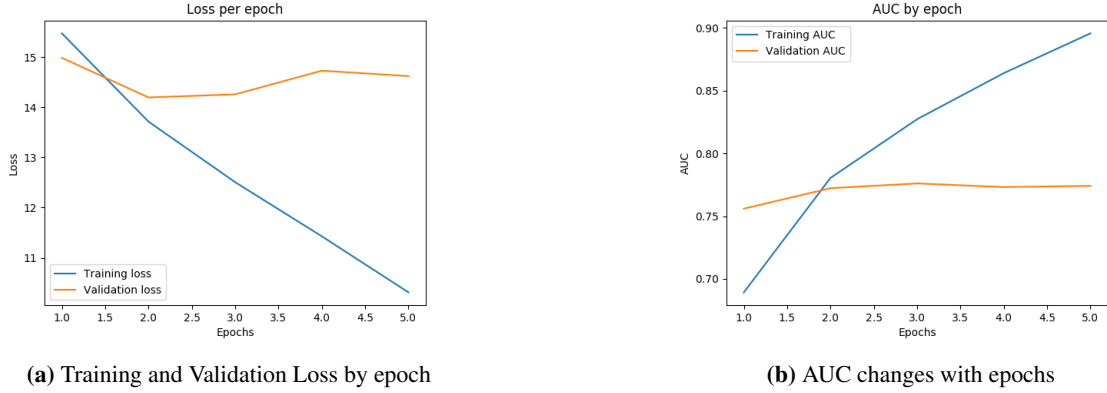 Loss per epoch
15
14
13
12
11
Loss
Training loss
Validation loss
1.0 1.5 2.0 2.5 3.0 3.5 4.0 4.5 5.0
Epochs
(a) Training and Validation Loss by epoch
AUC by epoch
Training AUC
Validation AUC
0.90
0.85
0.80
0.75
0.70
AUC
1.0 1.5 2.0 2.5 3.0 3.5 4.0 4.5 5.0
Epochs
(b) AUC changes with epochs